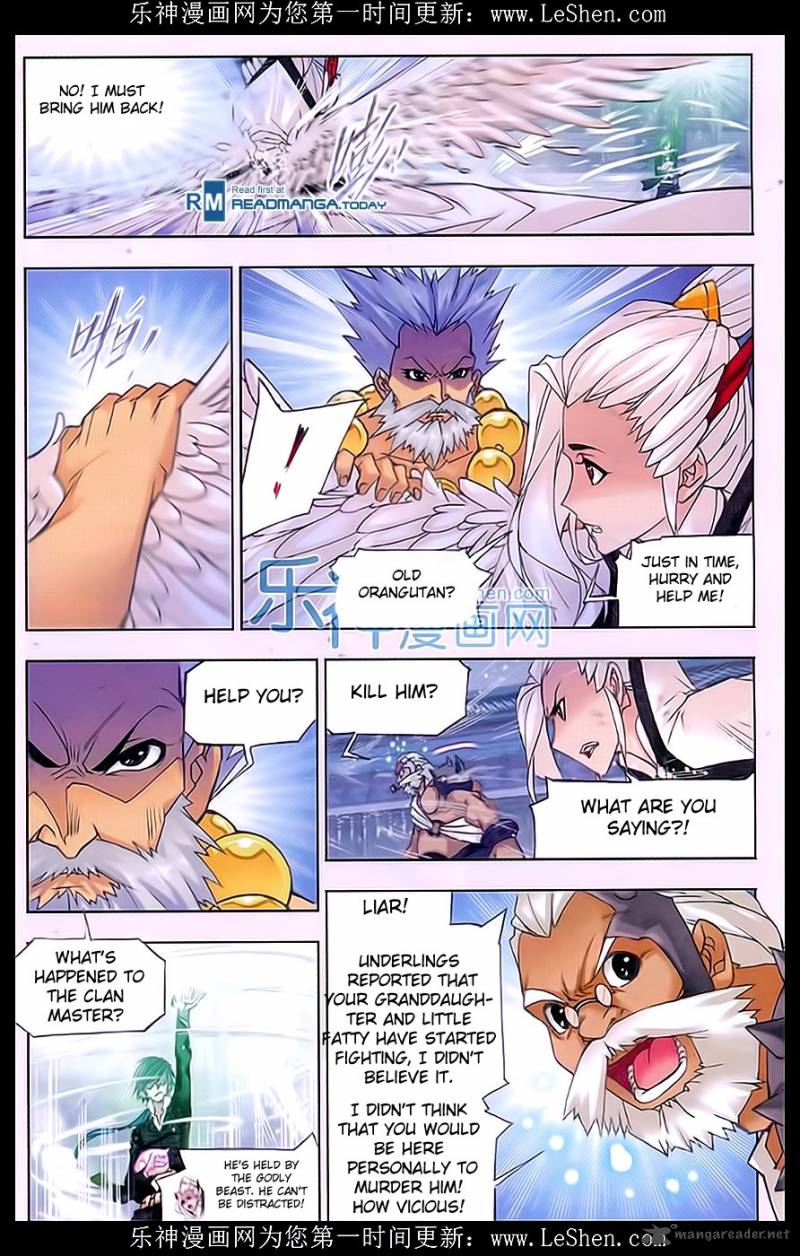 乐神漫画网为您第一时间更新：www.LeShen.com
NO! I MUST
BRING HIM BACK!
RM
Read first at
READMANGA.TODAY
OLD
ORANGUTAN?
JUST IN TIME,
HURRY AND
HELP ME!
乐神漫画网
HELP YOU?
KILL HIM?
WHAT ARE YOU
SAYING?!
WHAT'S
HAPPENED TO
THE CLAN
MASTER?
HE'S HELD BY
THE GODLY
BEAST. HE CAN'T
BE DISTRACTED!
LIAR!
UNDERLINGS
REPORTED THAT
YOUR GRANDDAUGH-
TER AND LITTLE
FATTY HAVE STARTED
FIGHTING, I DIDN'T
BELIEVE IT.
I DIDN'T THINK
THAT YOU WOULD
BE HERE
PERSONALLY TO
MURDER HIM!
HOW VICIOUS!
乐神漫画网为您第一时间更新：www.LeShen.com
mangareader.net